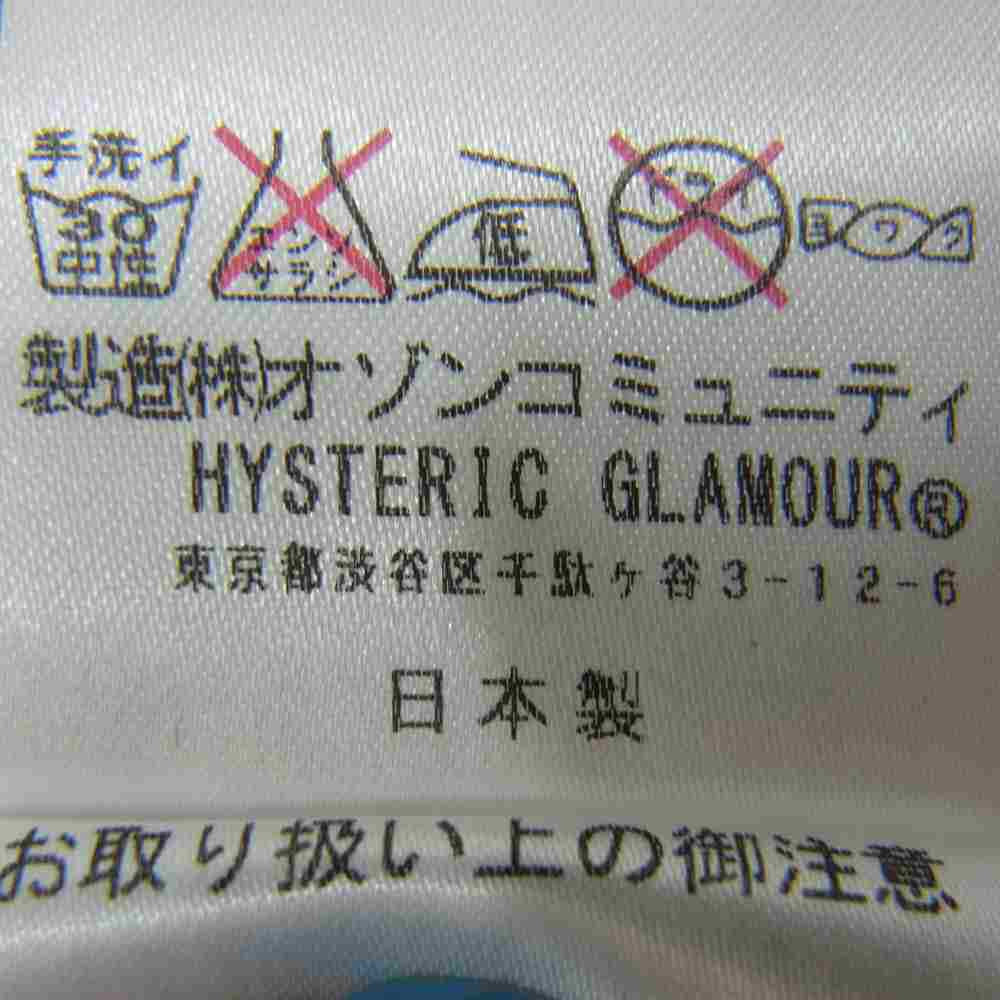 手洗イ
30
中性
エンソ
サラシ
低
ドライ
ヨワク
製造(株)オゾンコミュニティ
HYSTERIC GLAMOUR®
東京都渋谷区千駄ヶ谷3-12-6
日本製
お取り扱い上の御注意